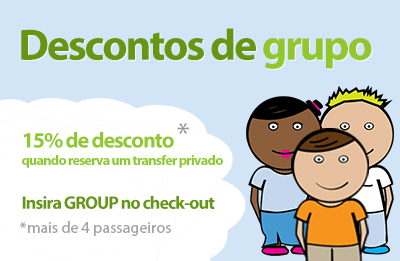 Descontos de grupo
15% de desconto*
quando reserva um transfer privado
Insira GROUP no check-out
*mais de 4 passageiros